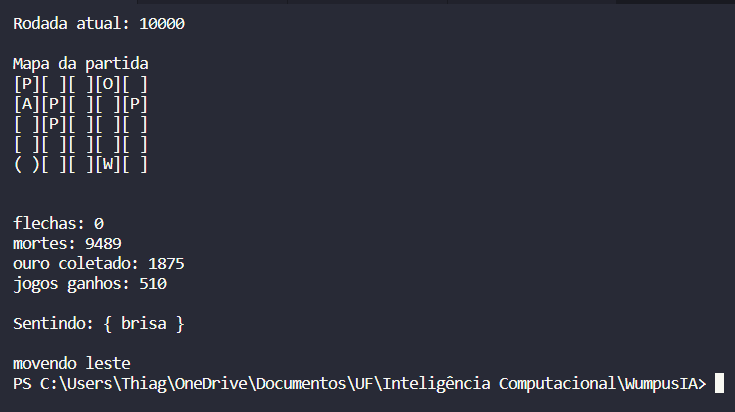 Rodada atual: 10000
Mapa da partida
[P][ ][ ][O][ ]
[A][P][ ][ ][P]
[ ][P][ ][ ][ ]
[ ][ ][ ][ ][ ]
( )[ ][ ][W][ ]
flechas: 0
mortes: 9489
ouro coletado: 1875
jogos ganhos: 510
Sentindo: { brisa }
movendo leste
PS C:\Users\Thiag\OneDrive\Documentos\UF\Inteligência Computacional\WumpusIA>